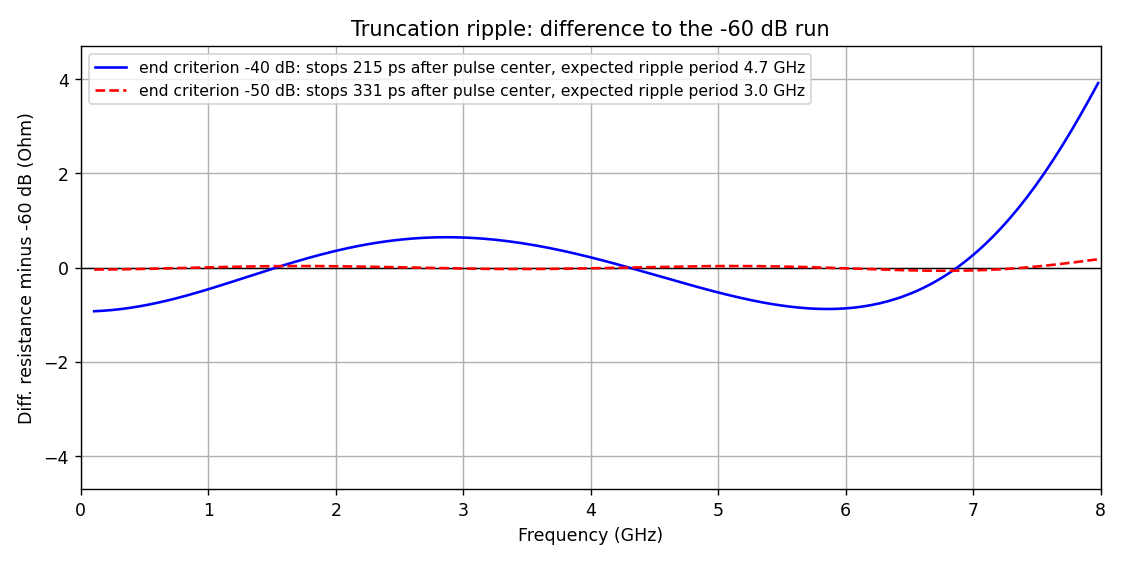 Truncation ripple: difference to the -60 dB run
end criterion -40 dB: stops 215 ps after pulse center, expected ripple period 4.7 GHz
end criterion -50 dB: stops 331 ps after pulse center, expected ripple period 3.0 GHz
Diff. resistance minus -60 dB (Ohm)
4
2
0
−2
−4
0 1 2 3 4 5 6 7 8
Frequency (GHz)